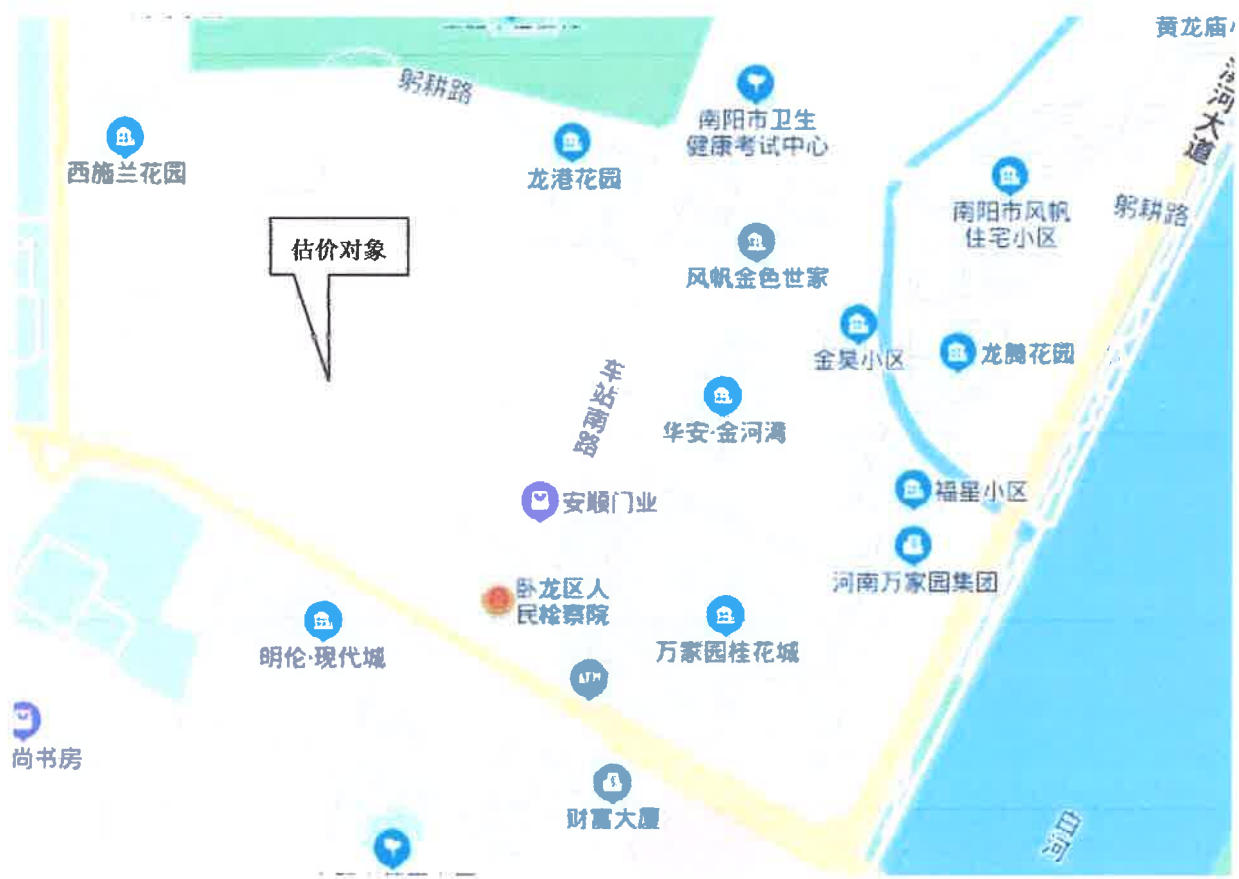 黄龙庙
河大道
躬耕路
南阳市卫生
健康考试中心
西施兰花园
龙港花园
南阳市风帆
住宅小区
躬耕路
估价对象
风帆金色世家
金昊小区
龙腾花园
车站南路
华安·金河湾
福星小区
安顺门业
河南万家园集团
卧龙区人
民检察院
明伦·现代城
万家园桂花城
ATM
尚书房
财富大厦
白河